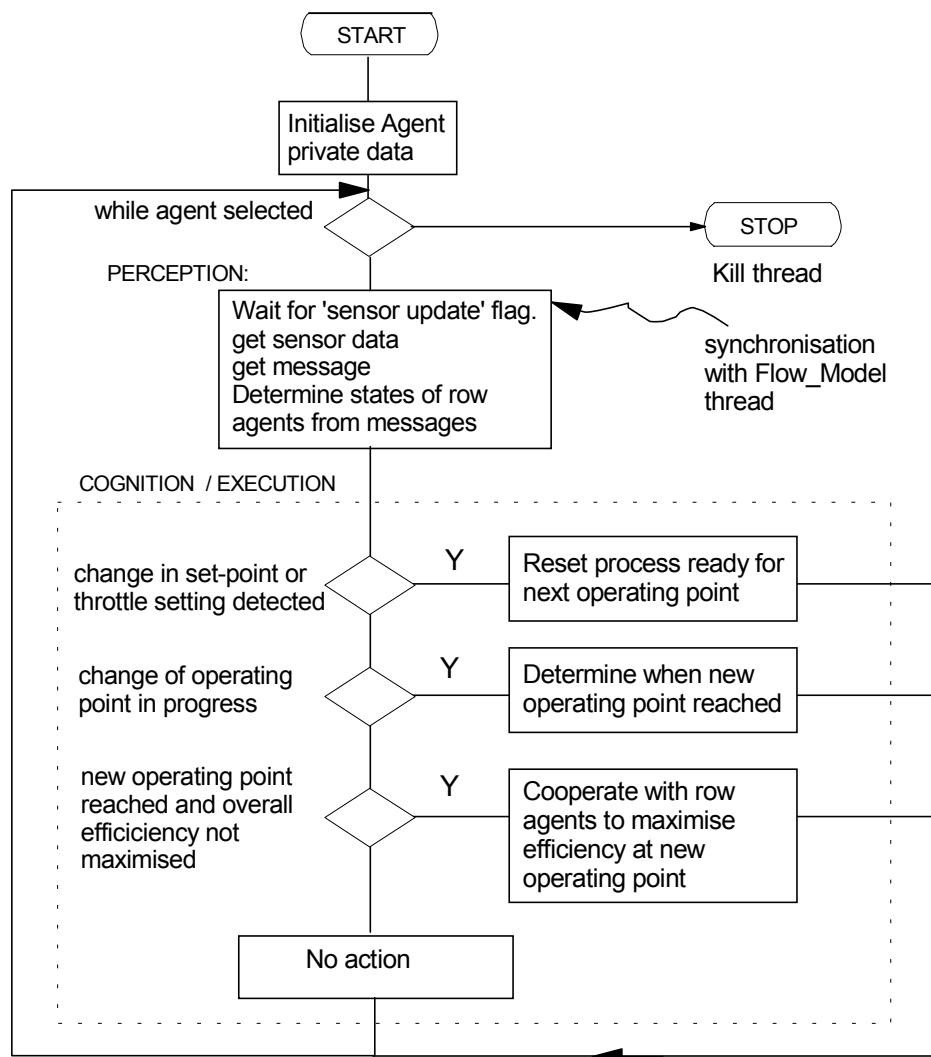 START
Initialise Agent
private data
while agent selected
STOP
Kill thread
PERCEPTION:
Wait for 'sensor update' flag.
get sensor data
get message
Determine states of row
agents from messages
synchronisation
with Flow_Model
thread
COGNITION / EXECUTION
change in set-point or
throttle setting detected
Y
Reset process ready for
next operating point
change of operating
point in progress
Y
Determine when new
operating point reached
new operating point
reached and overall
efficiciency not
maximised
Y
Cooperate with row
agents to maximise
efficiency at new
operating point
No action